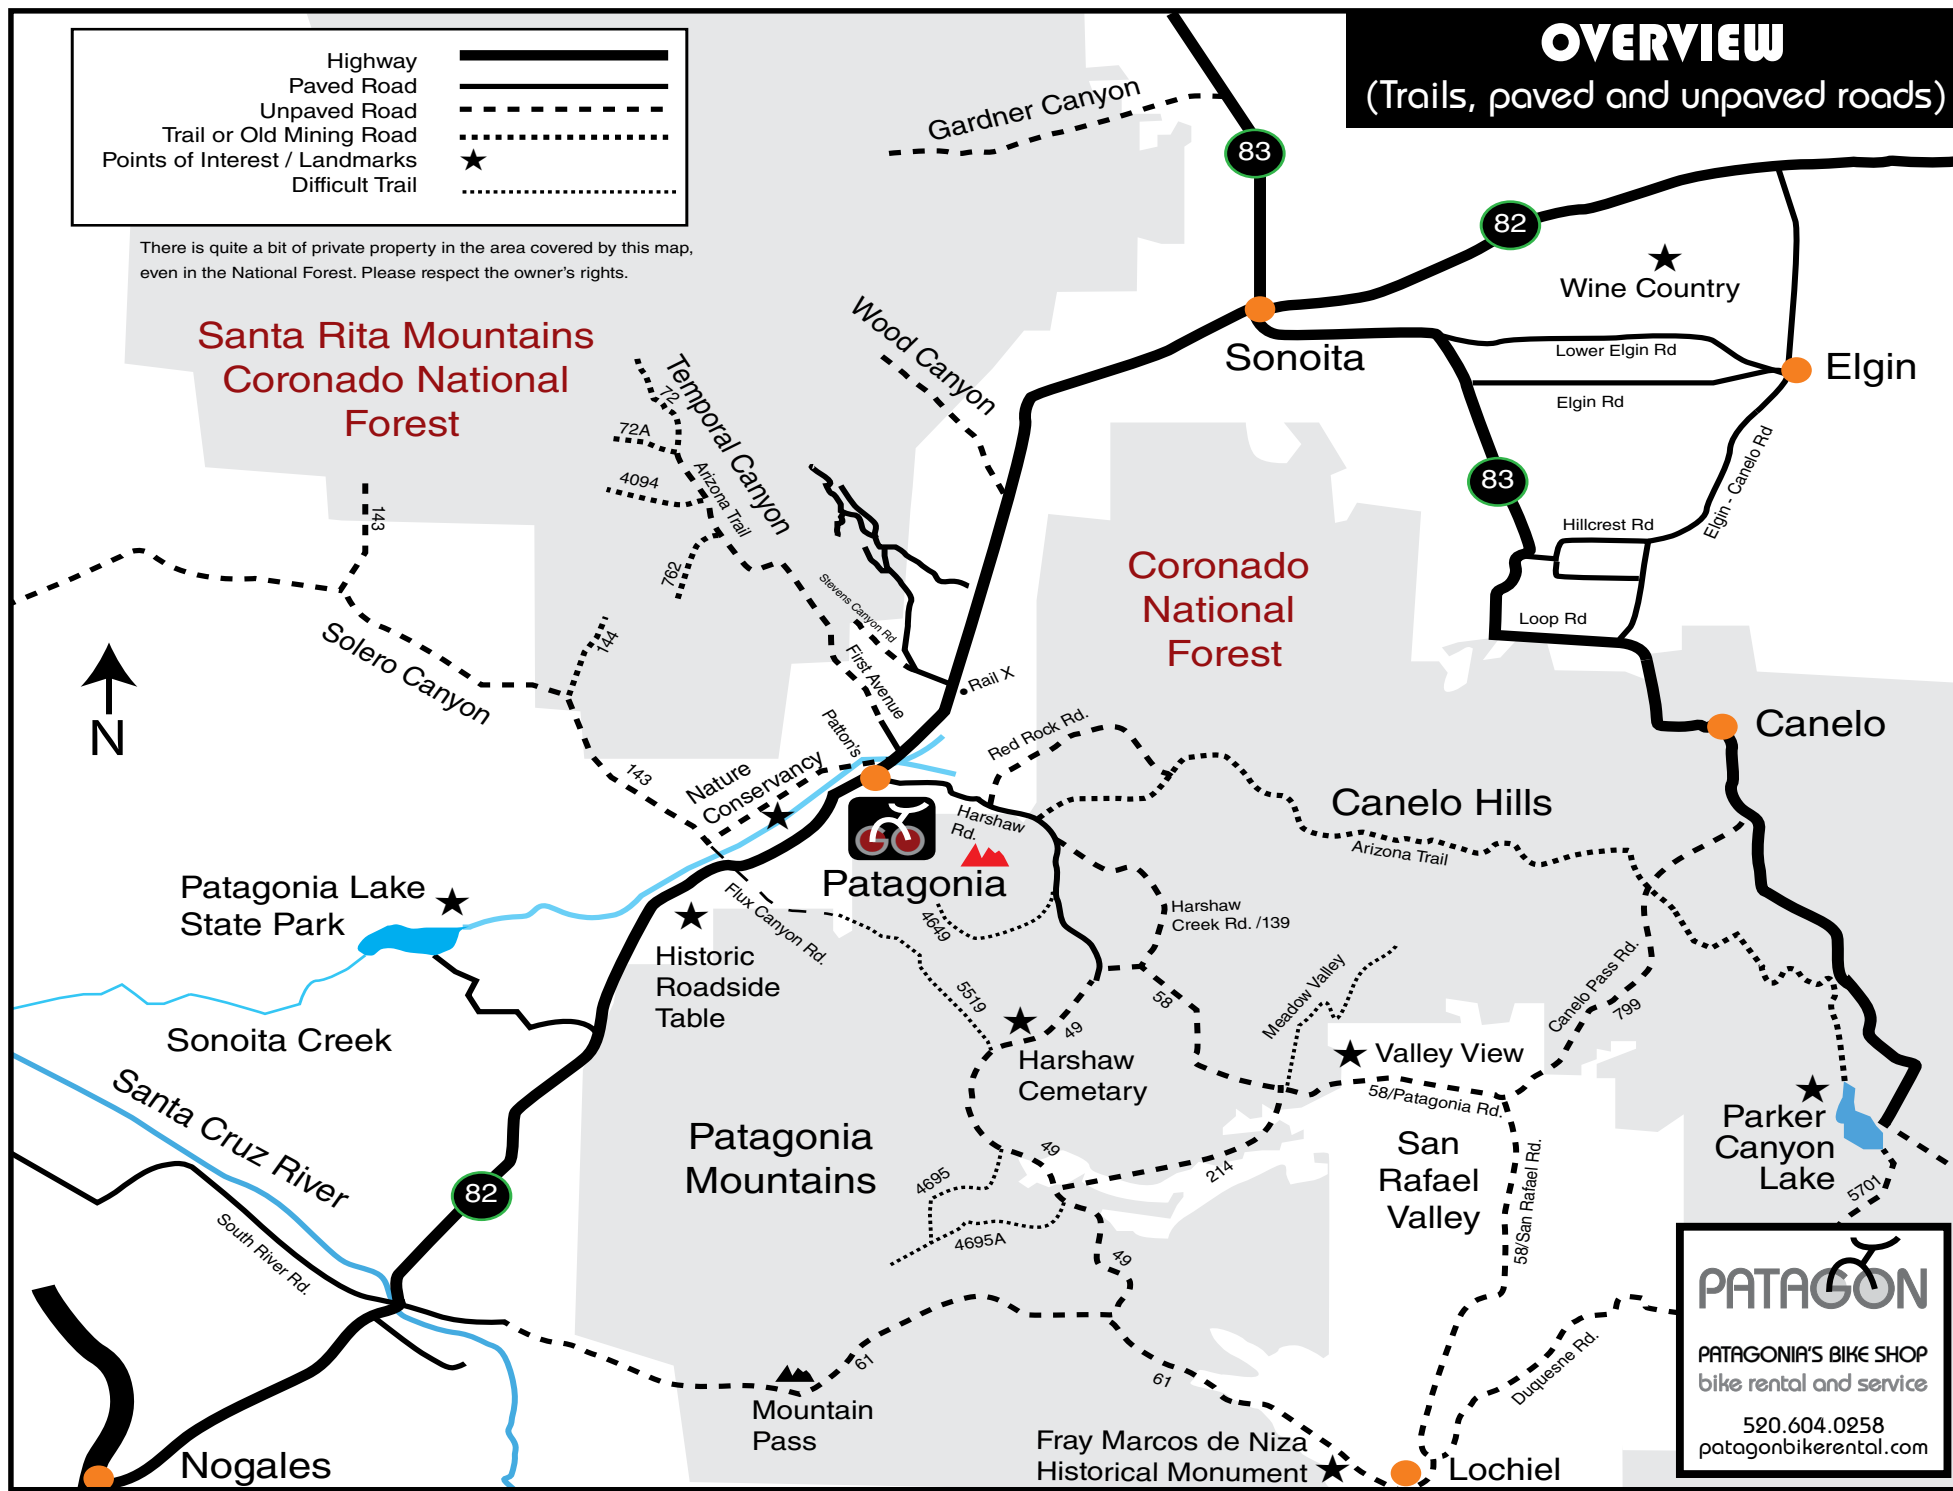 OVERVIEW
(Trails, paved and unpaved roads)
Highway
Paved Road
Unpaved Road
Trail or Old Mining Road
Points of Interest / Landmarks
Difficult Trail
There is quite a bit of private property in the area covered by this map,
even in the National Forest. Please respect the owner's rights.
Gardner Canyon
83
82
Wine Country
Santa Rita Mountains
Coronado National
Forest
Wood Canyon
Sonoita
Lower Elgin Rd
Elgin
Elgin Rd
Temporal Canyon
72
72A
4094
Arizona Trail
762
83
Elgin - Canelo Rd
Hillcrest Rd
Loop Rd
143
Coronado
National
Forest
Stevens Canyon Rd
First Avenue
Rail X
Solero Canyon
144
N
Patton's
Red Rock Rd.
Canelo
143
Nature
Conservancy
Harshaw
Rd.
Canelo Hills
Arizona Trail
Patagonia
Patagonia Lake
State Park
Flux Canyon Rd.
4649
Harshaw
Creek Rd. /139
Historic
Roadside
Table
5519
58
Meadow Valley
Canelo Pass Rd.
799
Sonoita Creek
49
Harshaw
Cemetary
Valley View
58/Patagonia Rd.
Santa Cruz River
Patagonia
Mountains
San
Rafael
Valley
Parker
Canyon
Lake
49
4695
214
58/San Rafael Rd.
5701
82
South River Rd.
4695A
49
61
Mountain
Pass
61
Duquesne Rd.
Nogales
Fray Marcos de Niza
Historical Monument
Lochiel
PATAGON
PATAGONIA'S BIKE SHOP
bike rental and service
520.604.0258
patagonbikerental.com